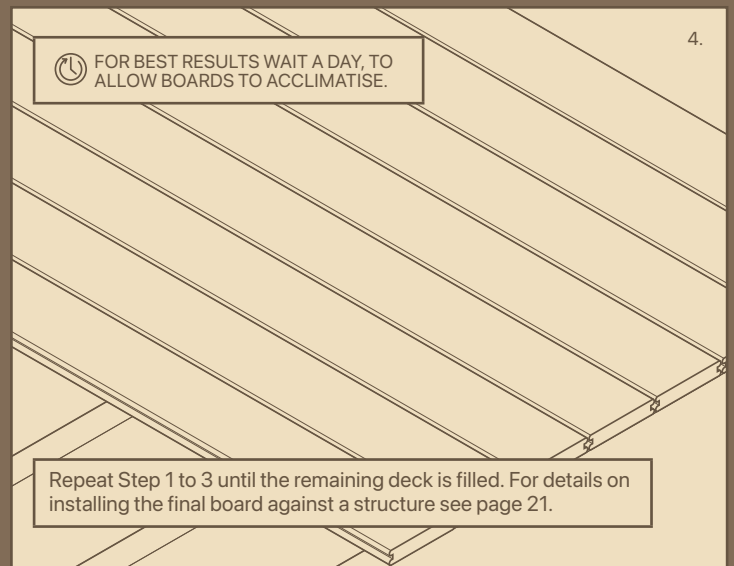 4.
FOR BEST RESULTS WAIT A DAY, TO
ALLOW BOARDS TO ACCLIMATISE.
Repeat Step 1 to 3 until the remaining deck is filled. For details on
installing the final board against a structure see page 21.